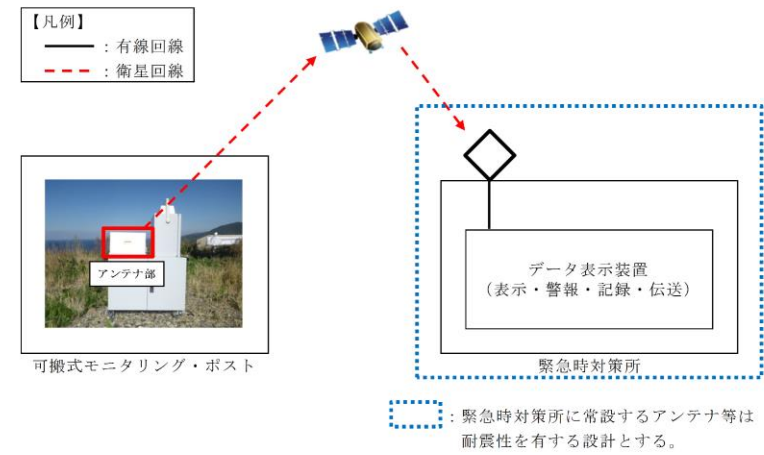 【凡例】
：有線回線
：衛星回線
アンテナ部
データ表示装置
（表示・警報・記録・伝送）
可搬式モニタリング・ポスト
緊急時対策所
：緊急時対策所に常設するアンテナ等は
耐震性を有する設計とする。